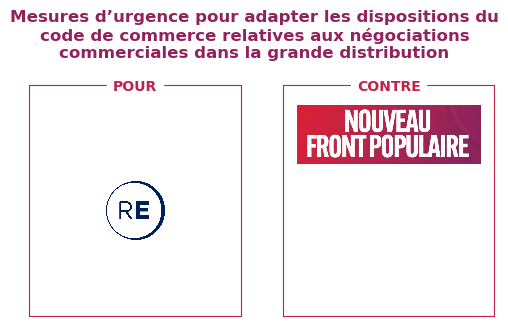 Mesures d’urgence pour adapter les dispositions du
code de commerce relatives aux négociations
commerciales dans la grande distribution
POUR
CONTRE
NOUVEAU
FRONT POPULAIRE
RE